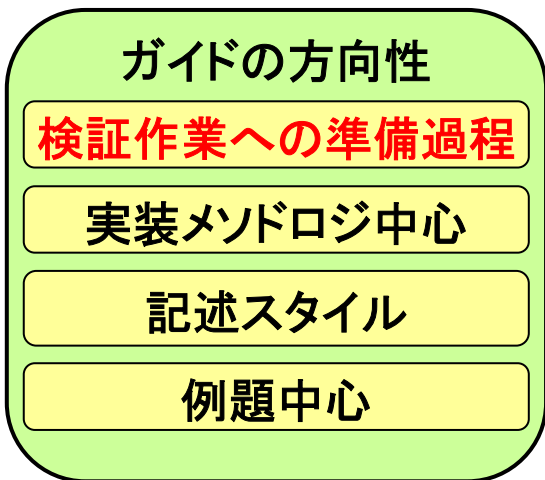 ガイドの方向性
検証作業への準備過程
実装メソドロジ中心
記述スタイル
例題中心